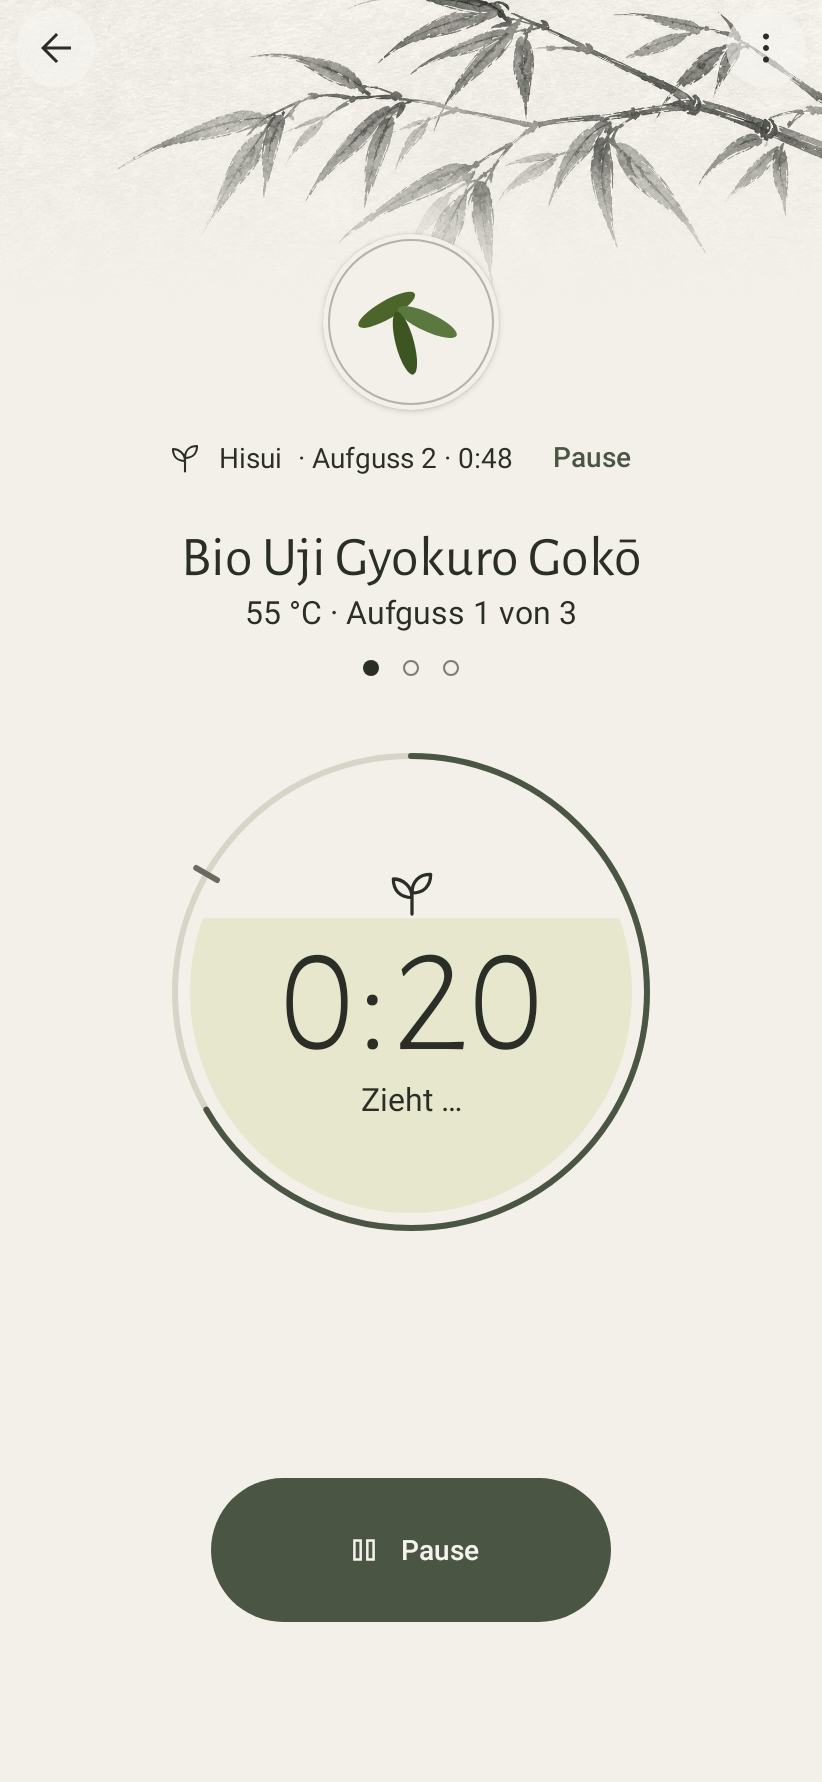 Hisui · Aufguss 2 · 0:48 Pause
Bio Uji Gyokuro Gokō
55 °C · Aufguss 1 von 3
0:20
Zieht …
Pause